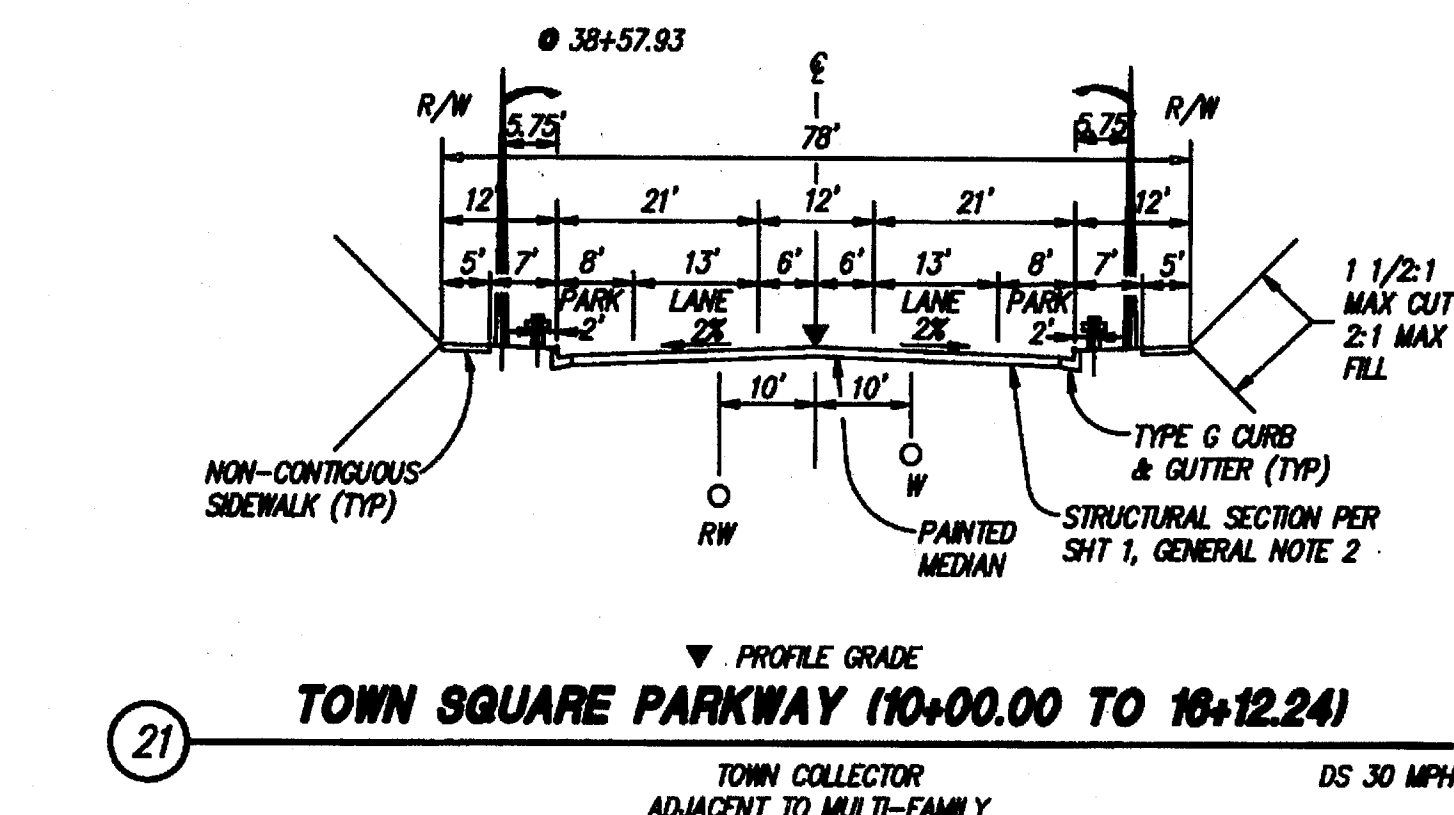 38+57.93
℄
R/W
R/W
5.75'
5.75'
78'
12'
21'
12'
21'
12'
5'
7'
8'
13'
6'
6'
13'
8'
7'
5'
PARK
LANE
LANE
PARK
2'
2%
2%
2'
1 1/2:1
MAX CUT
2:1 MAX
FILL
10'
10'
NON-CONTIGUOUS
SIDEWALK (TYP)
TYPE G CURB
& GUTTER (TYP)
W
RW
PAINTED
MEDIAN
STRUCTURAL SECTION PER
SHT 1, GENERAL NOTE 2
PROFILE GRADE
TOWN SQUARE PARKWAY (10+00.00 TO 16+12.24)
21
TOWN COLLECTOR
DS 30 MPH
ADJACENT TO MULTI-FAMILY